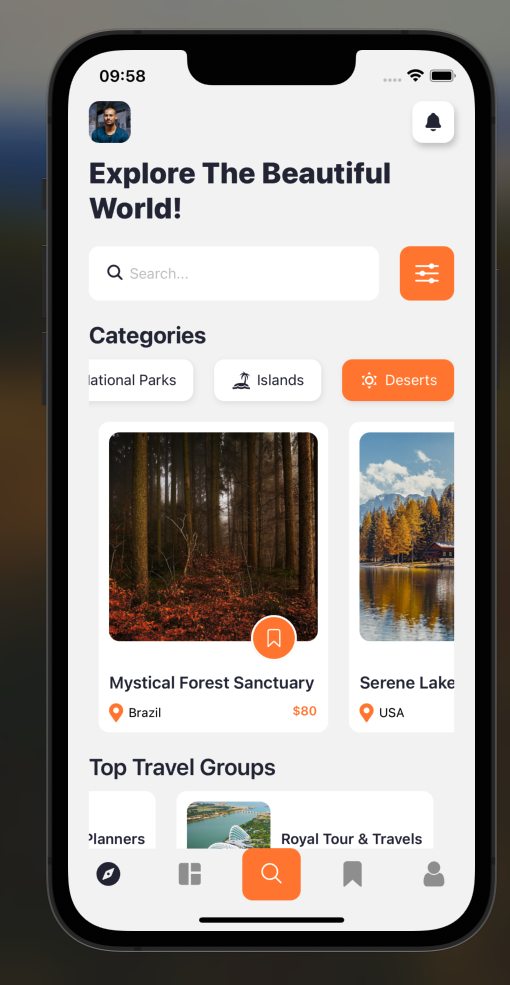 09:58
Explore The Beautiful
World!
Search...
Categories
ational Parks
Islands
Deserts
Mystical Forest Sanctuary
Brazil
$80
Serene Lake
USA
Top Travel Groups
Planners
Royal Tour & Travels